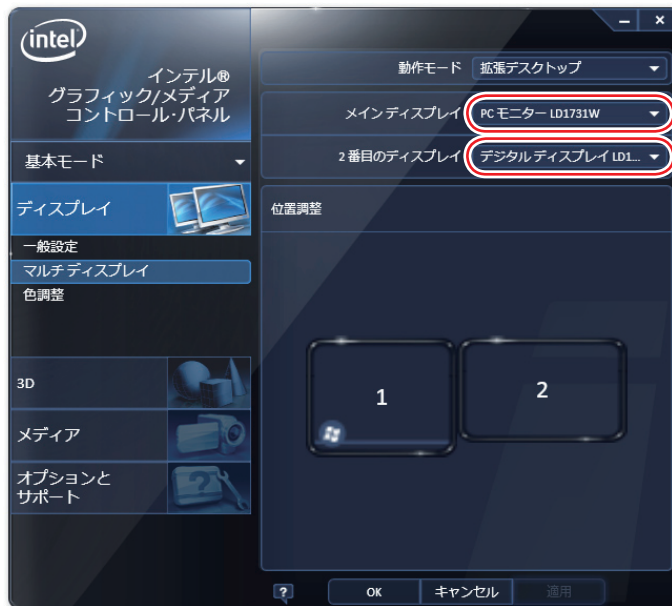 intel
インテル®
グラフィック/メディア
コントロール・パネル
基本モード
ディスプレイ
一般設定
マルチディスプレイ
色調整
3D
メディア
オプションと
サポート
動作モード 拡張デスクトップ
メインディスプレイ PC モニター LD1731W
2 番目のディスプレイ デジタル ディスプレイ LD1...
位置調整
1
2
?
OK キャンセル 適用